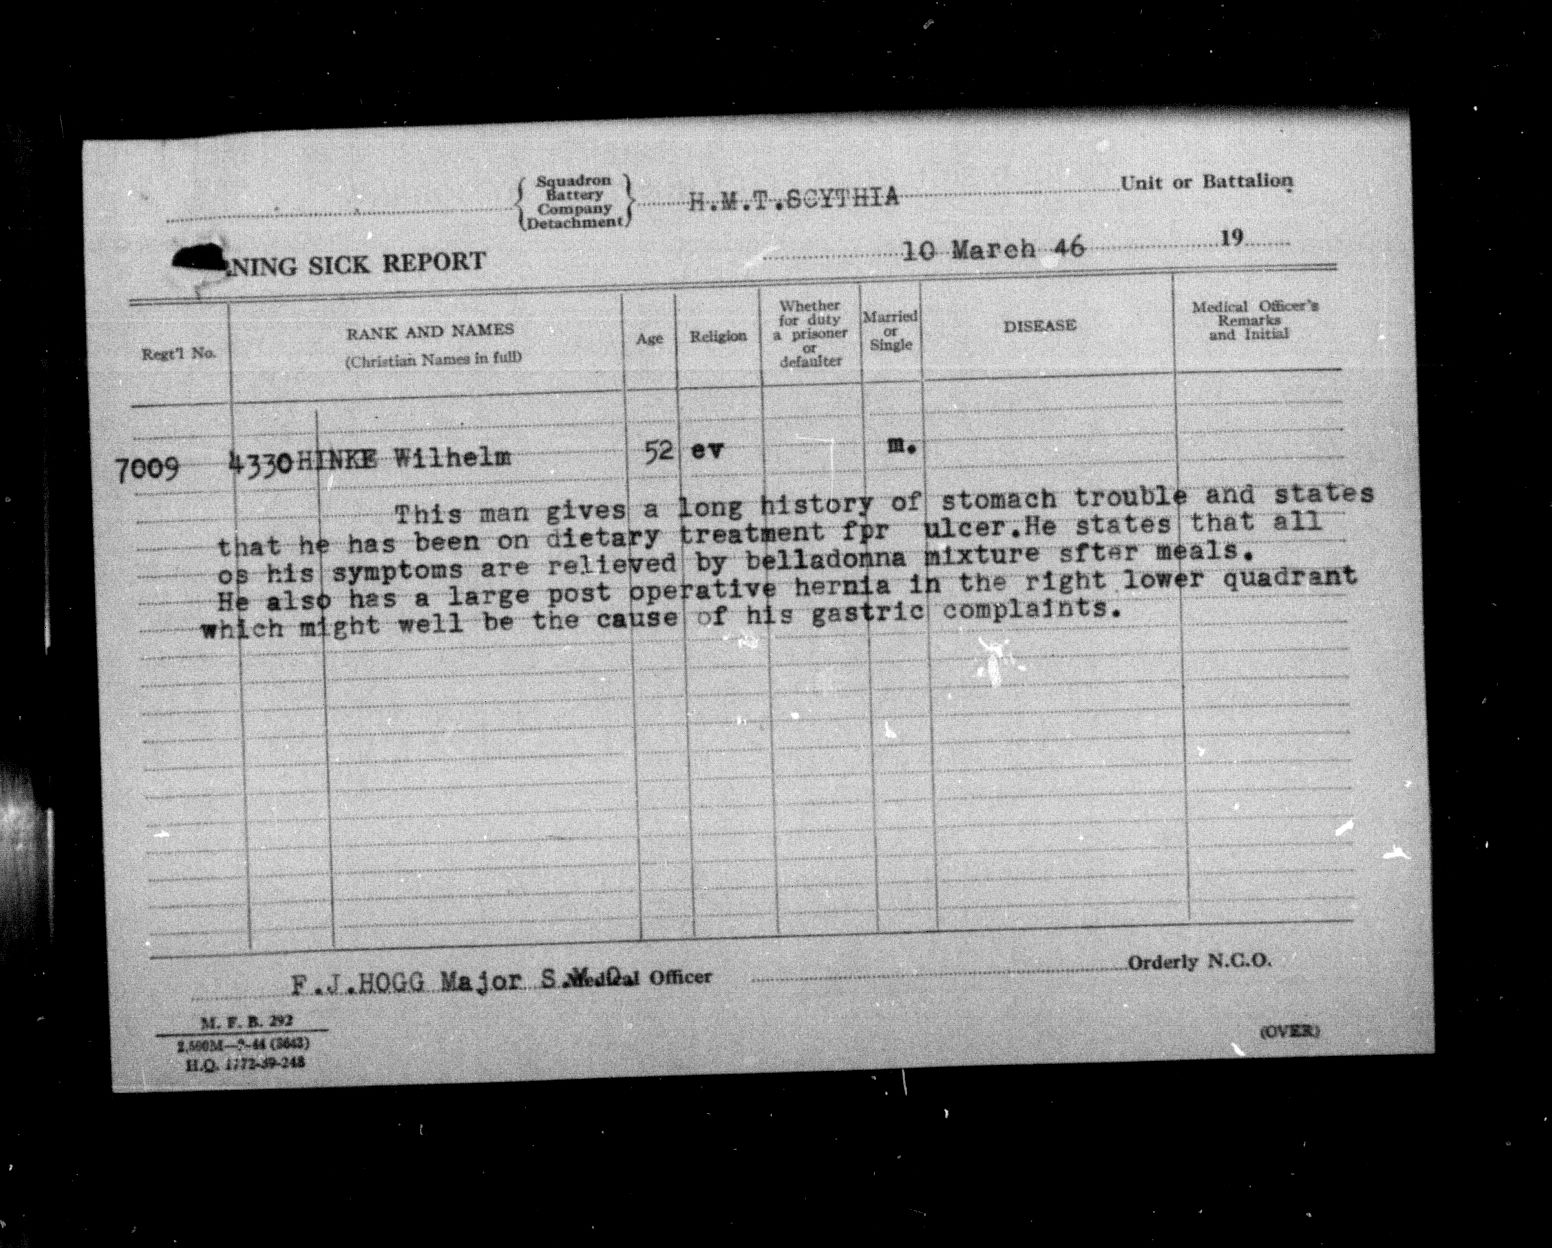 Squadron
Battery
Company
Detachment
H.M.T.SCYTHIA Unit or Battalion
NING SICK REPORT
10 March 46 19
Regt'l No.
RANK AND NAMES
(Christian Names in full)
Age
Religion
Whether
for duty
a prisoner
or
defaulter
Married
or
Single
DISEASE
Medical Officer's
Remarks
and Initial
7009 4330 HINKE Wilhelm 52 ev m.
This man gives a long history of stomach trouble and states
that he has been on dietary treatment fpr ulcer.He states that all
os his symptoms are relieved by belladonna mixture sfter meals.
He also has a large post operative hernia in the right lower quadrant
which might well be the cause of his gastric complaints.
F.J.HOGG Major S.M.O. Medical Officer Orderly N.C.O.
M. F. B. 292
H.Q. 1772-39-248
(OVER)